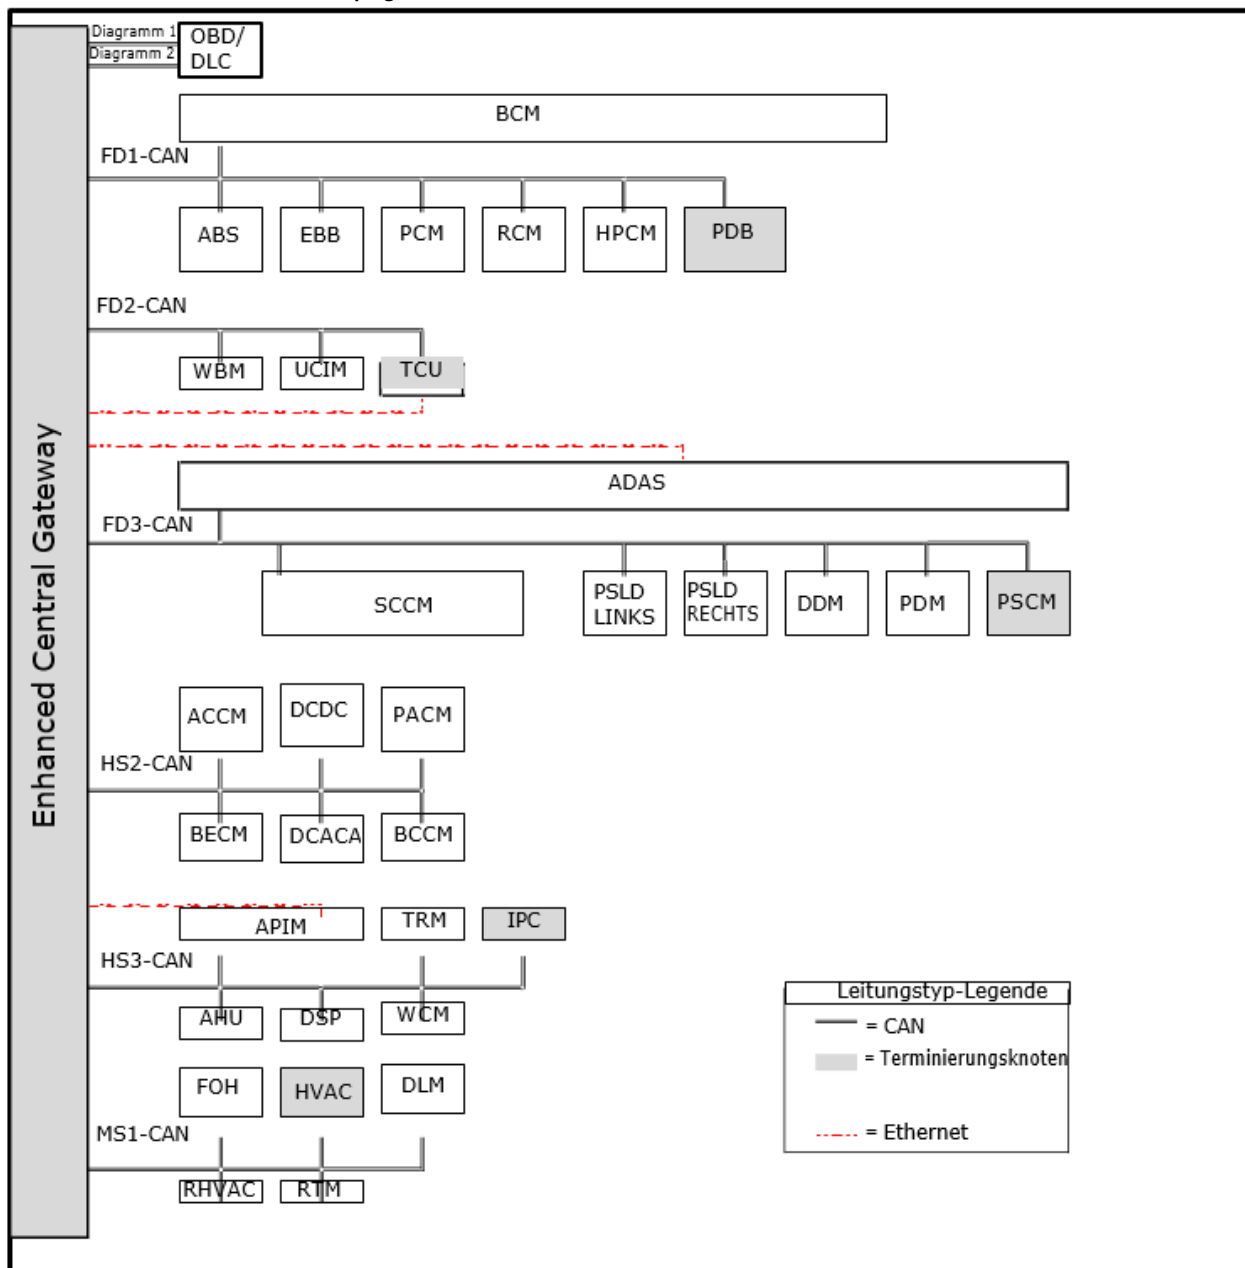 Diagramm 1
Diagramm 2
OBD/
DLC
BCM
FD1-CAN
ABS
EBB
PCM
RCM
HPCM
PDB
FD2-CAN
WBM
UCIM
TCU
Enhanced Central Gateway
ADAS
FD3-CAN
SCCM
PSLD
LINKS
PSLD
RECHTS
DDM
PDM
PSCM
ACCM
DCDC
PACM
HS2-CAN
BECM
DCACA
BCCM
APIM
TRM
IPC
HS3-CAN
AHU
DSP
WCM
FOH
HVAC
DLM
MS1-CAN
RHVAC
RTM
Leitungstyp-Legende
= CAN
= Terminierungsknoten
= Ethernet